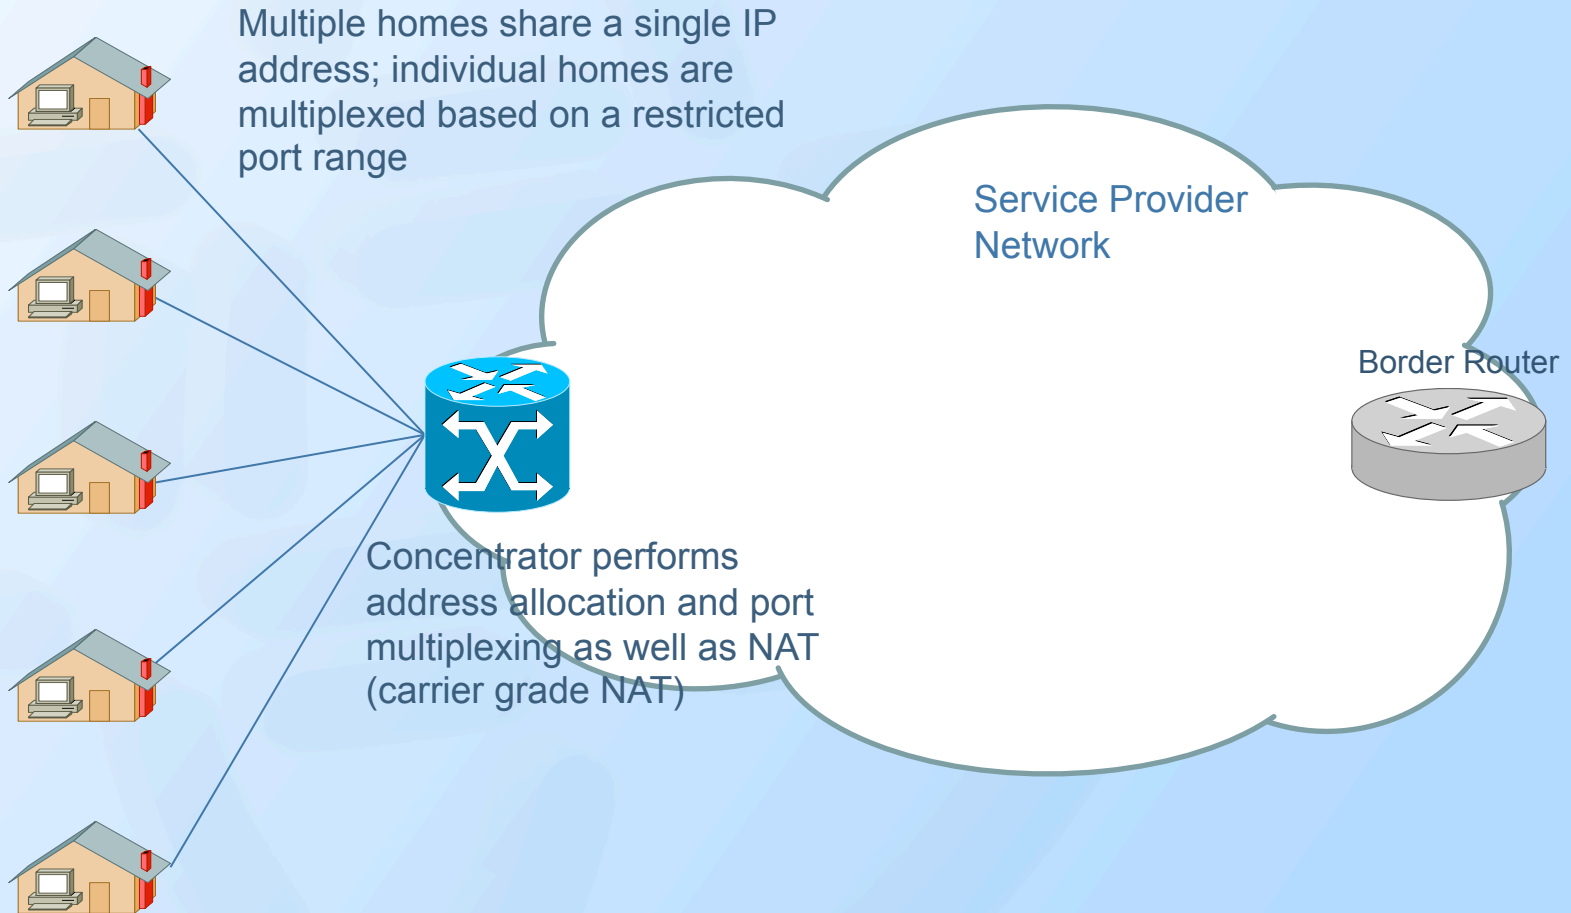 Multiple homes share a single IP
address; individual homes are
multiplexed based on a restricted
port range
Service Provider
Network
Border Router
Concentrator performs
address allocation and port
multiplexing as well as NAT
(carrier grade NAT)